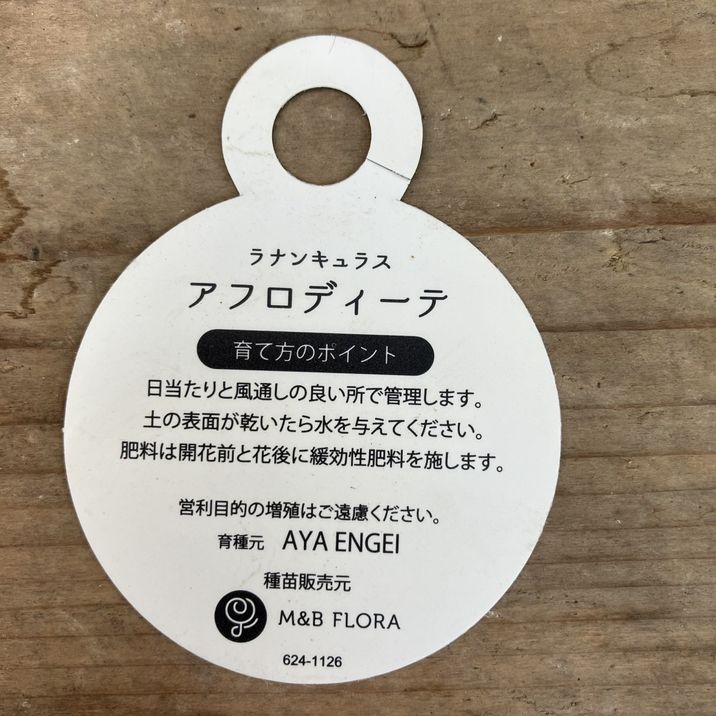 ラナンキュラス
アフロディーテ
育て方のポイント
日当たりと風通しの良い所で管理します。
土の表面が乾いたら水を与えてください。
肥料は開花前と花後に緩効性肥料を施します。
営利目的の増殖はご遠慮ください。
育種元 AYA ENGEI
種苗販売元
M&B FLORA
624-1126